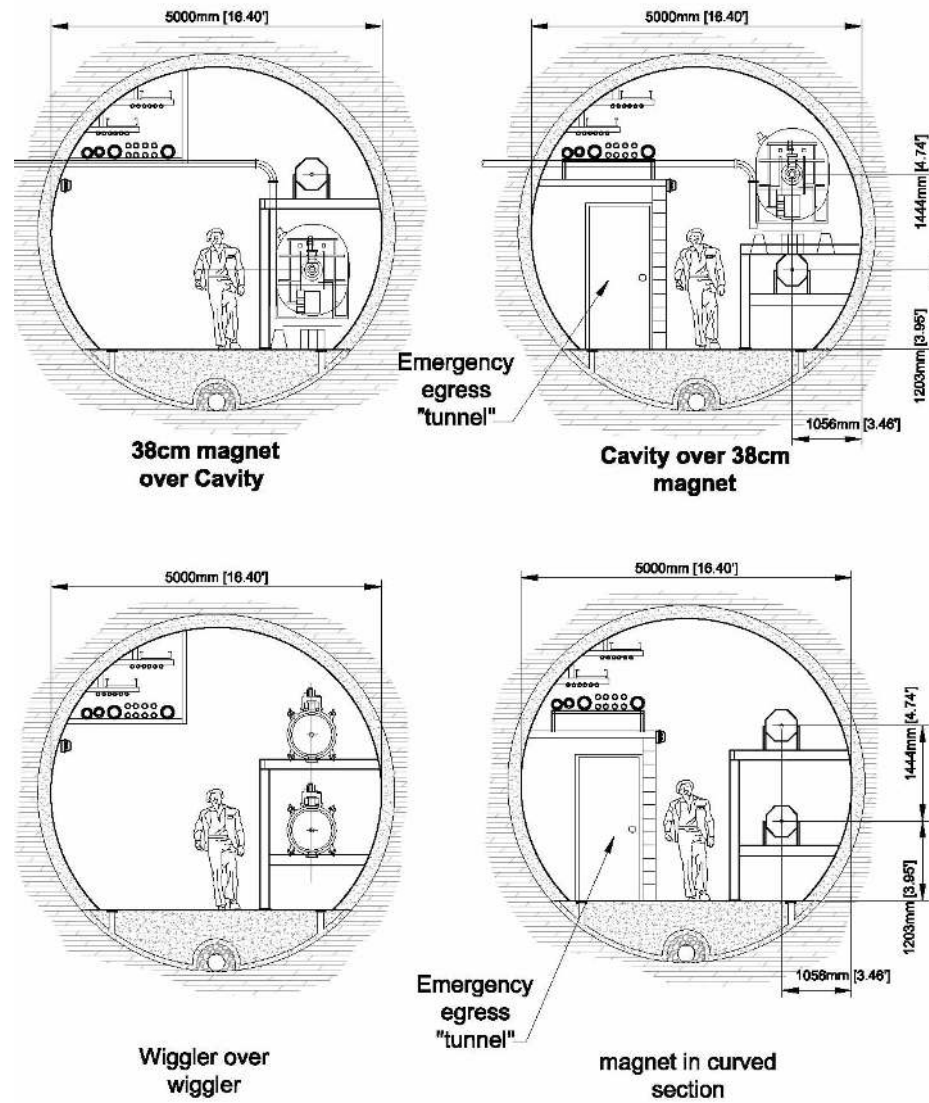 5000mm [16.40']
5000mm [16.40']
1444mm [4.74']
1203mm [3.95']
Emergency
egress
"tunnel"
1056mm [3.46']
38cm magnet
over Cavity
Cavity over 38cm
magnet
5000mm [16.40']
5000mm [16.40']
1444mm [4.74']
1203mm [3.95']
1056mm [3.46']
Emergency
egress
"tunnel"
Wiggler over
wiggler
magnet in curved
section